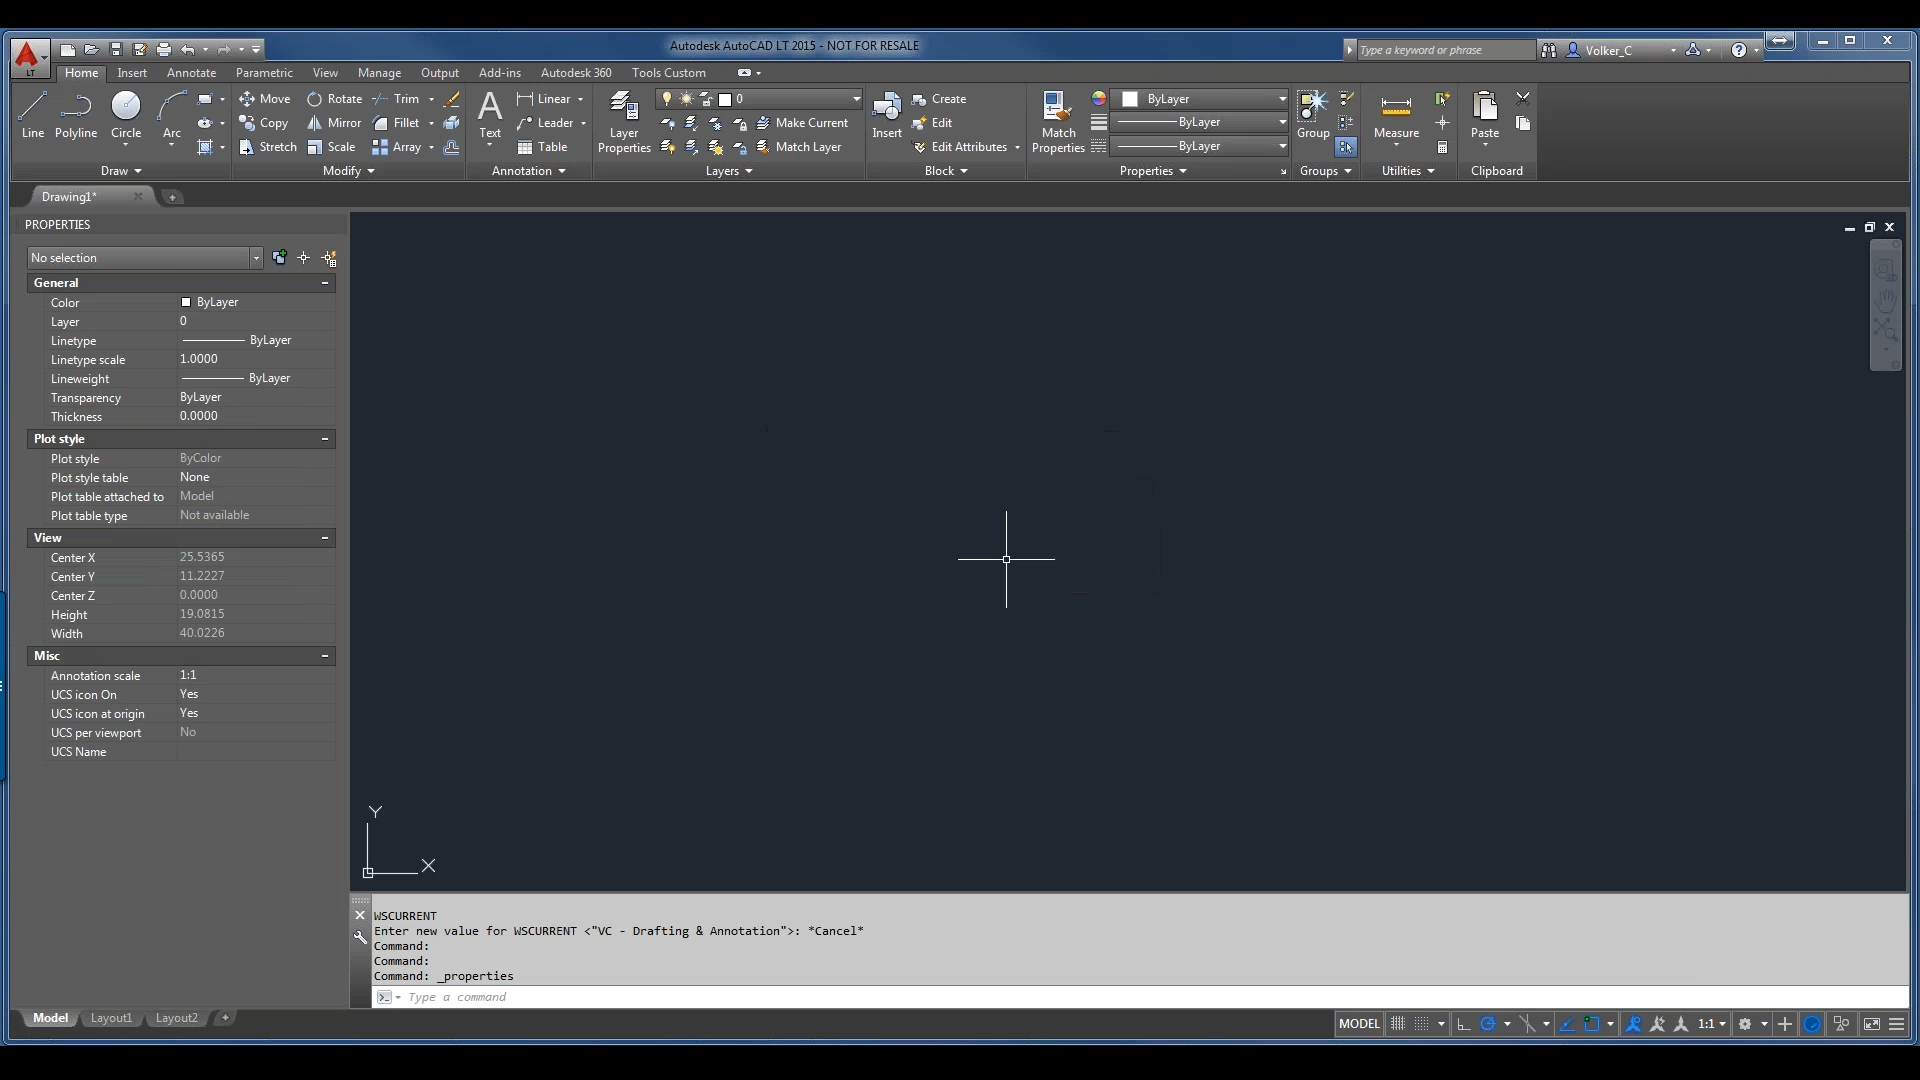 Autodesk AutoCAD LT 2015 - NOT FOR RESALE
Type a keyword or phrase
Volker_C
LT
Home Insert Annotate Parametric View Manage Output Add-ins Autodesk 360 Tools Custom
Line Polyline Circle Arc
Move Rotate Trim
Copy Mirror Fillet
Stretch Scale Array
Text Linear
Leader
Table
Layer Properties
0
Make Current
Match Layer
Insert Create
Edit
Edit Attributes
Match Properties
ByLayer
ByLayer
ByLayer
Group
Measure
Paste
Draw Modify Annotation Layers Block Properties Groups Utilities Clipboard
Drawing1*
PROPERTIES
No selection
General
Color ByLayer
Layer 0
Linetype ByLayer
Linetype scale 1.0000
Lineweight ByLayer
Transparency ByLayer
Thickness 0.0000
Plot style
Plot style ByColor
Plot style table None
Plot table attached to Model
Plot table type Not available
View
Center X 25.5365
Center Y 11.2227
Center Z 0.0000
Height 19.0815
Width 40.0226
Misc
Annotation scale 1:1
UCS icon On Yes
UCS icon at origin Yes
UCS per viewport No
UCS Name
Y
X
WSCURRENT
Enter new value for WSCURRENT <"VC - Drafting & Annotation">: *Cancel*
Command:
Command:
Command: _properties
Type a command
Model Layout1 Layout2
MODEL 1:1